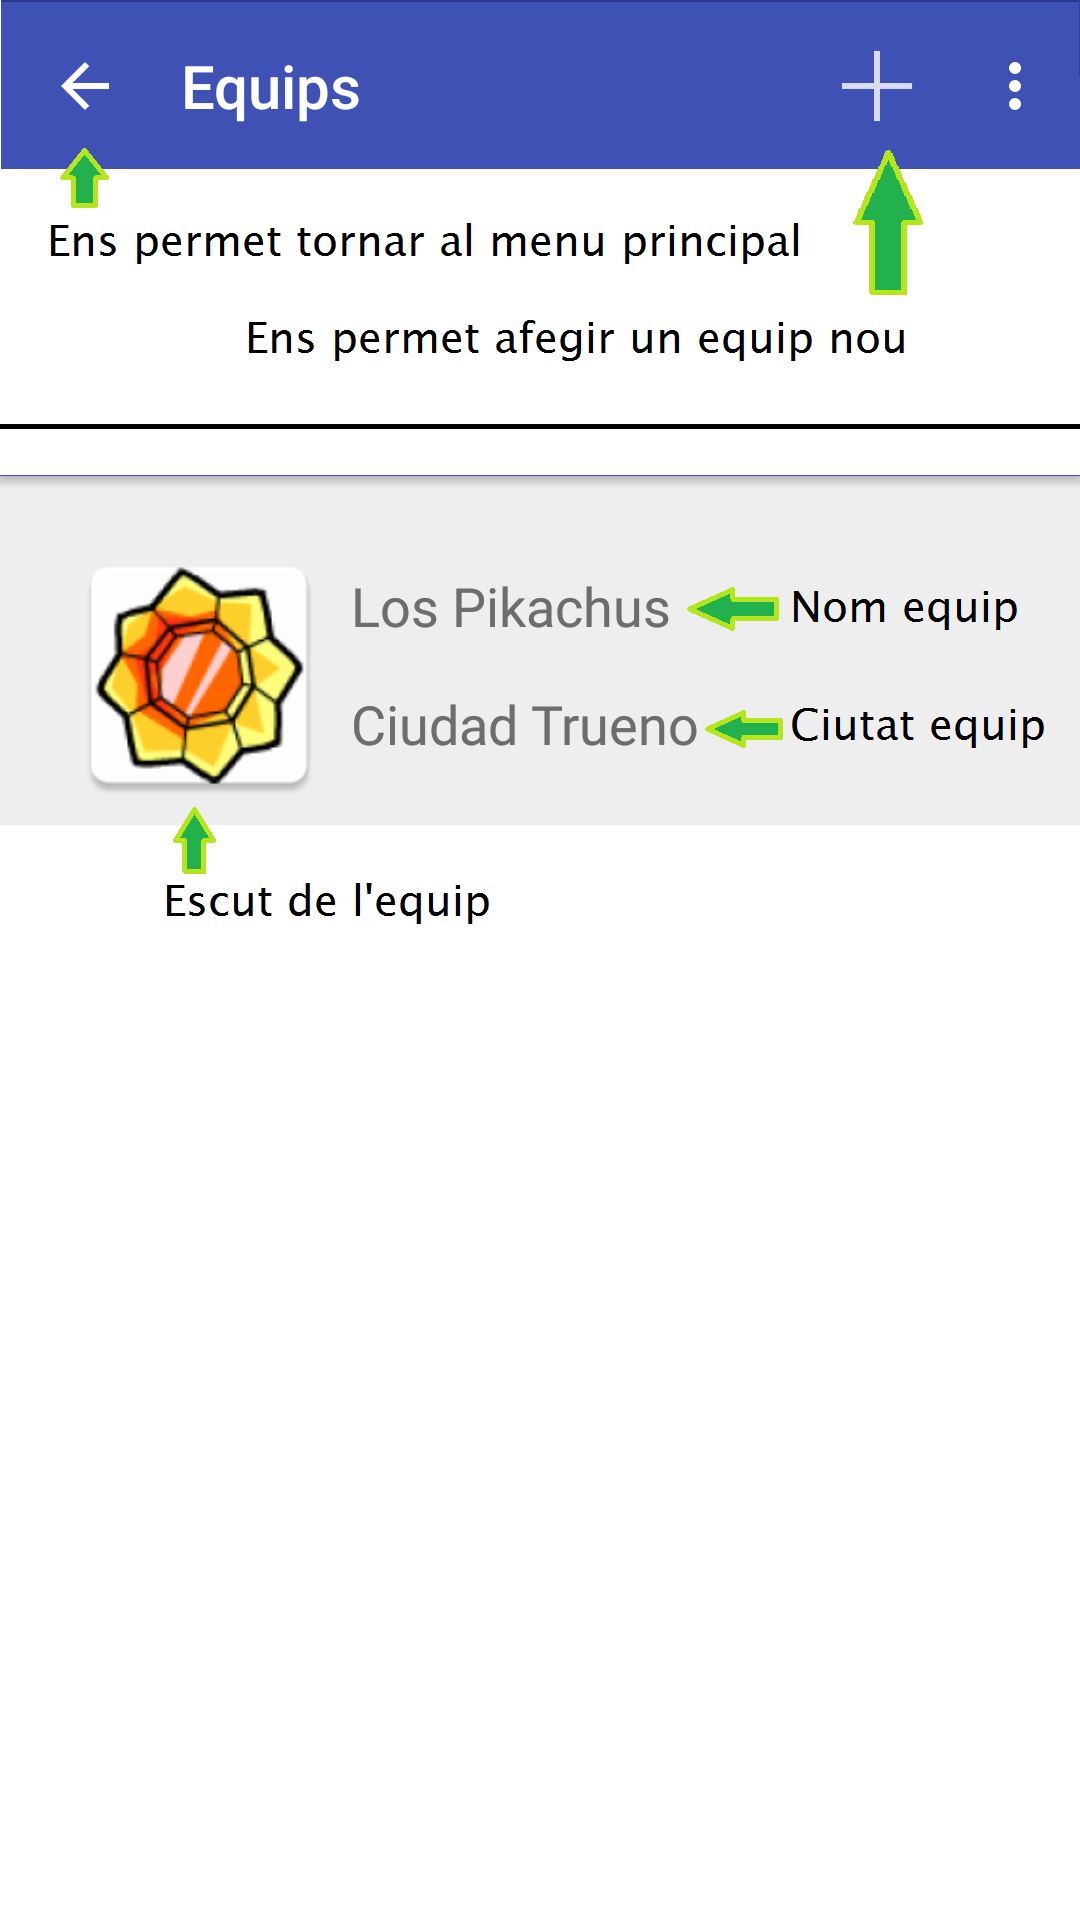 Equips
Ens permet tornar al menu principal
Ens permet afegir un equip nou
Los Pikachus Nom equip
Ciudad Trueno Ciutat equip
Escut de l'equip